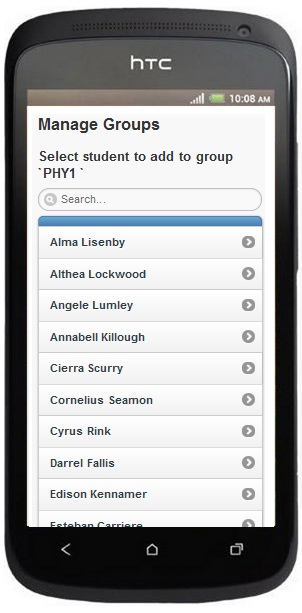 hTC
10:08 AM
Manage Groups
Select student to add to group
`PHY1 `
Search...
Alma Lisenby
Althea Lockwood
Angele Lumley
Annabell Killough
Cierra Scurry
Cornelius Seamon
Cyrus Rink
Darrel Fallis
Edison Kennamer
Esteban Carriere